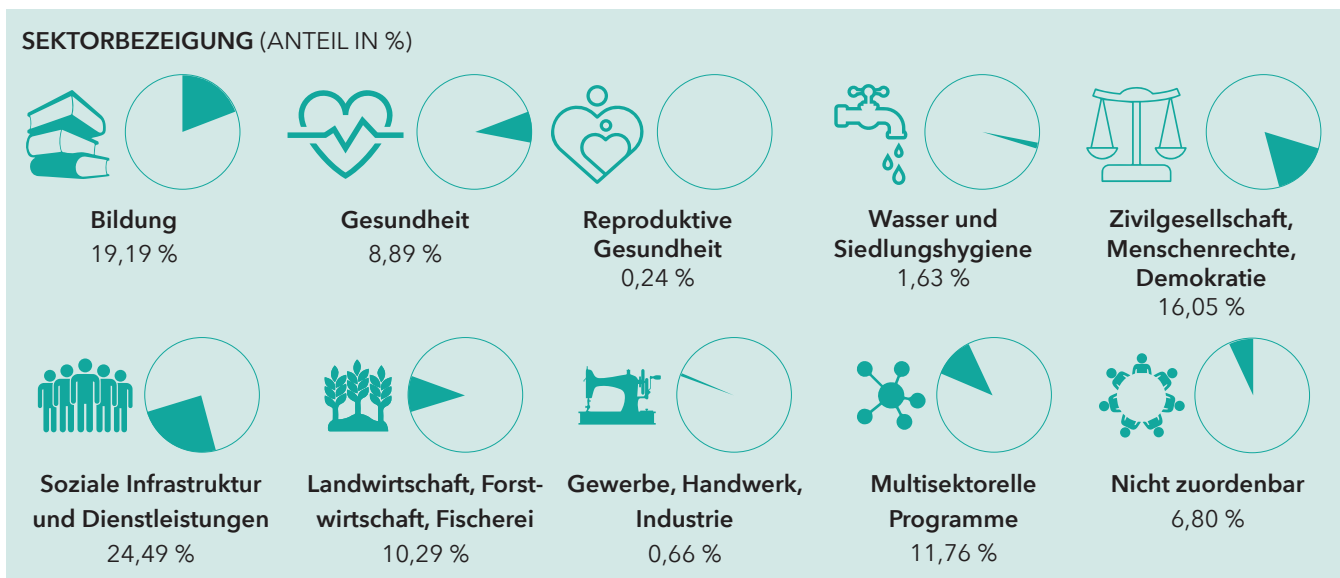 SEKTORBEZEIGUNG (ANTEIL IN %)
Bildung
19,19 %
Gesundheit
8,89 %
Reproduktive
Gesundheit
0,24 %
Wasser und
Siedlungshygiene
1,63 %
Zivilgesellschaft,
Menschenrechte,
Demokratie
16,05 %
Soziale Infrastruktur
und Dienstleistungen
24,49 %
Landwirtschaft, Forst-
wirtschaft, Fischerei
10,29 %
Gewerbe, Handwerk,
Industrie
0,66 %
Multisektorelle
Programme
11,76 %
Nicht zuordenbar
6,80 %